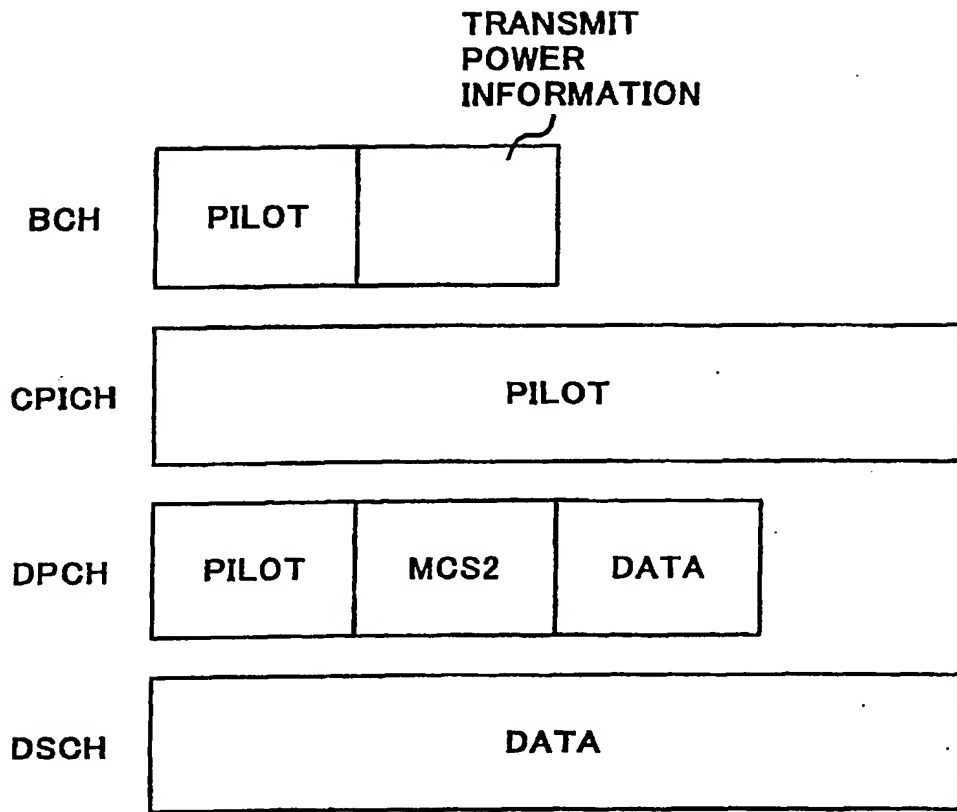 TRANSMIT
POWER
INFORMATION
BCH
PILOT
CPICH
PILOT
DPCH
PILOT
MCS2
DATA
DSCH
DATA